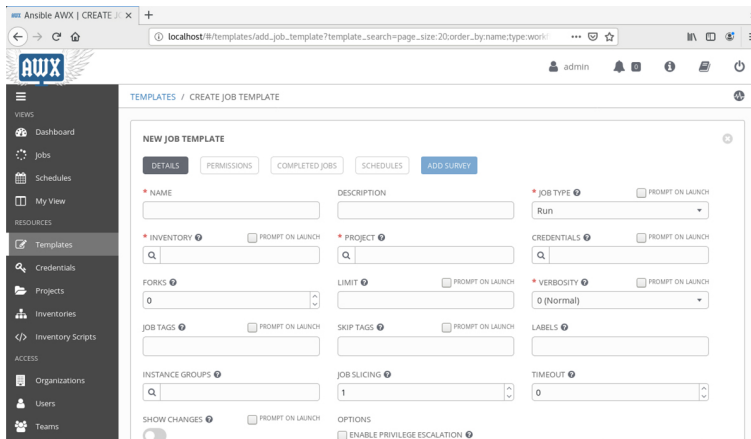 Ansible AWX | CREATE JO
localhost/#/templates/add_job_template?template_search=page_size:20;order_by:name;type:workf
AWX
admin
0
TEMPLATES / CREATE JOB TEMPLATE
VIEWS
Dashboard
Jobs
Schedules
My View
RESOURCES
Templates
Credentials
Projects
Inventories
Inventory Scripts
ACCESS
Organizations
Users
Teams
NEW JOB TEMPLATE
DETAILS PERMISSIONS COMPLETED JOBS SCHEDULES ADD SURVEY
* NAME DESCRIPTION * JOB TYPE PROMPT ON LAUNCH
Run
* INVENTORY PROMPT ON LAUNCH * PROJECT CREDENTIALS PROMPT ON LAUNCH
FORKS LIMIT PROMPT ON LAUNCH * VERBOSITY PROMPT ON LAUNCH
0 0 (Normal)
JOB TAGS PROMPT ON LAUNCH SKIP TAGS PROMPT ON LAUNCH LABELS
INSTANCE GROUPS JOB SLICING TIMEOUT
1 0
SHOW CHANGES PROMPT ON LAUNCH OPTIONS
ENABLE PRIVILEGE ESCALATION